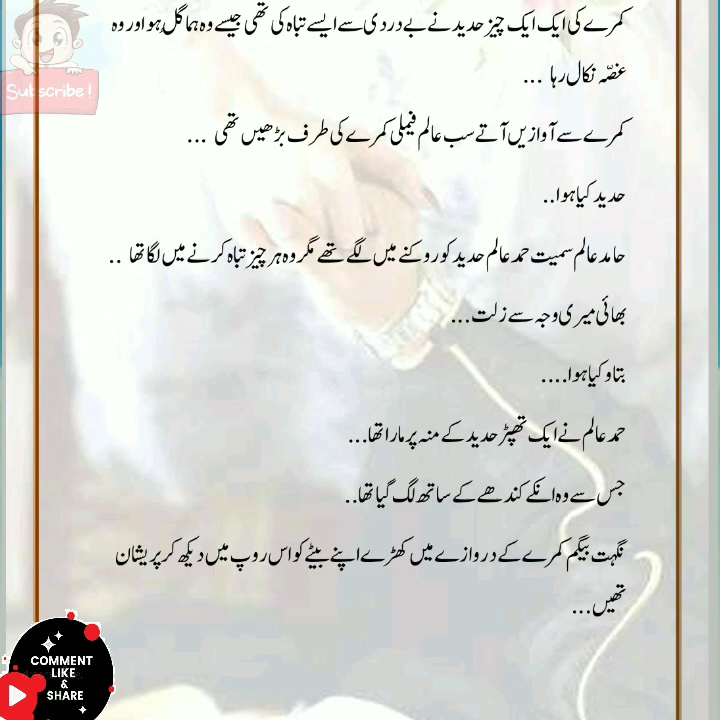 کمرے کی ایک ایک چیز حدید نے بے دردی سے ایسے تباہ کی تھی جیسے وہ ہما گل ہو اور وہ
غصّہ نکال رہا ...
کمرے سے آوازیں آتے سب عالم فیملی کمرے کی طرف بڑھیں تھی ...
حدید کیا ہوا..
حامد عالم سمیت حمد عالم حدید کو روکنے میں لگے تھے مگر وہ ہر چیز تباہ کرنے میں لگا تھا ..
بھائی میری وجہ سے زلت...
بتاو کیا ہوا....
حمد عالم نے ایک تھپڑ حدید کے منہ پر مارا تھا...
جس سے وہ انکے کندھے کے ساتھ لگ گیا تھا..
نگہت بیگم کمرے کے دروازے میں کھڑے اپنے بیٹے کو اس روپ میں دیکھ کر پریشان
تھیں...
Subscribe!
COMMENT
LIKE
&
SHARE